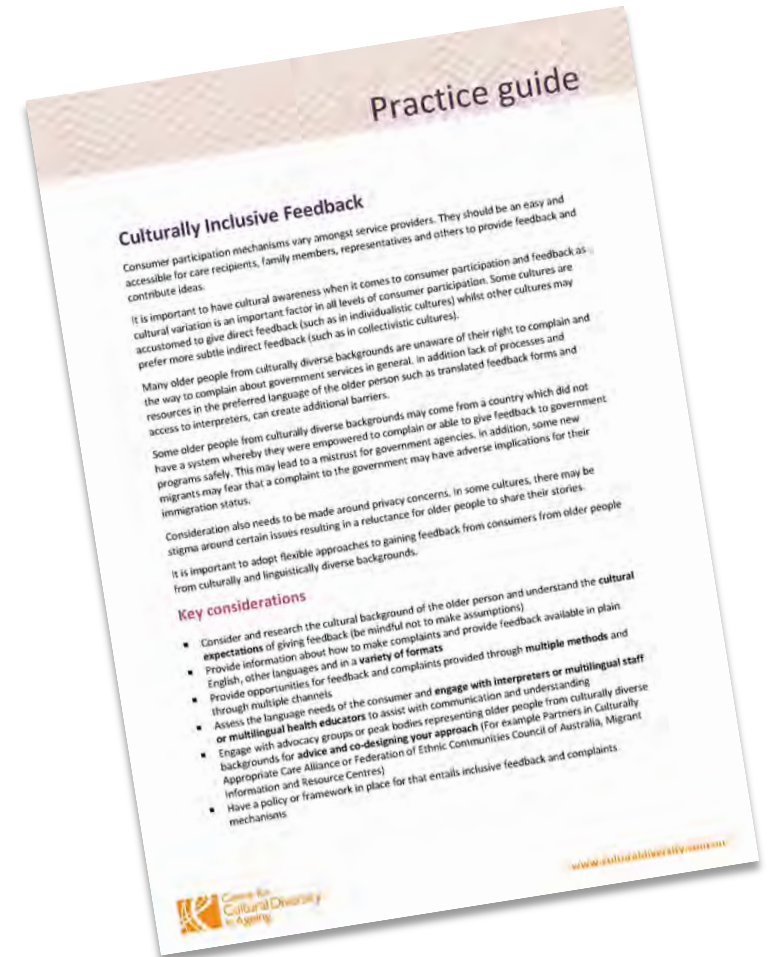 Practice guide
Culturally Inclusive Feedback
Consumer participation mechanisms vary amongst service providers. They should be an easy and
accessible for care recipients, family members, representatives and others to provide feedback and
contribute ideas.
It is important to have cultural awareness when it comes to consumer participation and feedback as
cultural variation is an important factor in all levels of consumer participation. Some cultures are
accustomed to give direct feedback (such as in individualistic cultures) whilst other cultures may
prefer more subtle indirect feedback (such as in collectivistic cultures).
Many older people from culturally diverse backgrounds are unaware of their right to complain and
the way to complain about government services in general. In addition lack of processes and
resources in the preferred language of the older person such as translated feedback forms and
access to interpreters, can create additional barriers.
Some older people from culturally diverse backgrounds may come from a country which did not
have a system whereby they were empowered to complain or able to give feedback to government
programs safely. This may lead to a mistrust for government agencies. In addition, some new
migrants may fear that a complaint to the government may have adverse implications for their
immigration status.
Consideration also needs to be made around privacy concerns. In some cultures, there may be
stigma around certain issues resulting in a reluctance for older people to share their stories.
It is important to adopt flexible approaches to gaining feedback from consumers from older people
from culturally and linguistically diverse backgrounds.
Key considerations
▪ Consider and research the cultural background of the older person and understand the cultural
expectations of giving feedback (be mindful not to make assumptions)
▪ Provide information about how to make complaints and provide feedback available in plain
English, other languages and in a variety of formats
▪ Provide opportunities for feedback and complaints provided through multiple methods and
through multiple channels
▪ Assess the language needs of the consumer and engage with interpreters or multilingual staff
or multilingual health educators to assist with communication and understanding
▪ Engage with advocacy groups or peak bodies representing older people from culturally diverse
backgrounds for advice and co-designing your approach (For example Partners in Culturally
Appropriate Care Alliance or Federation of Ethnic Communities Council of Australia, Migrant
Information and Resource Centres)
▪ Have a policy or framework in place for that entails inclusive feedback and complaints
mechanisms
Centre for
Cultural Diversity
in Ageing
www.culturaldiversity.com.au